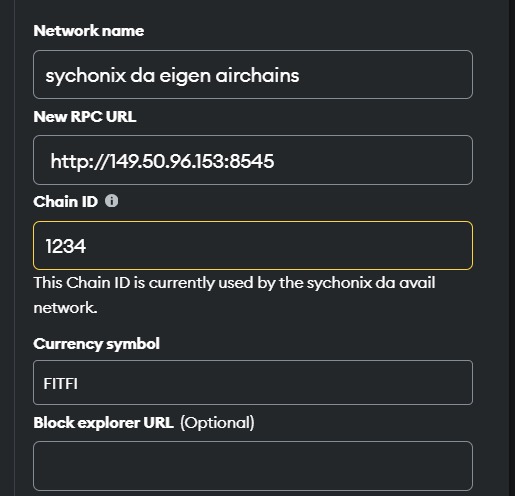 Network name
sychonix da eigen airchains
New RPC URL
http://149.50.96.153:8545
Chain ID
1234
This Chain ID is currently used by the sychonix da avail
network.
Currency symbol
FITFI
Block explorer URL (Optional)